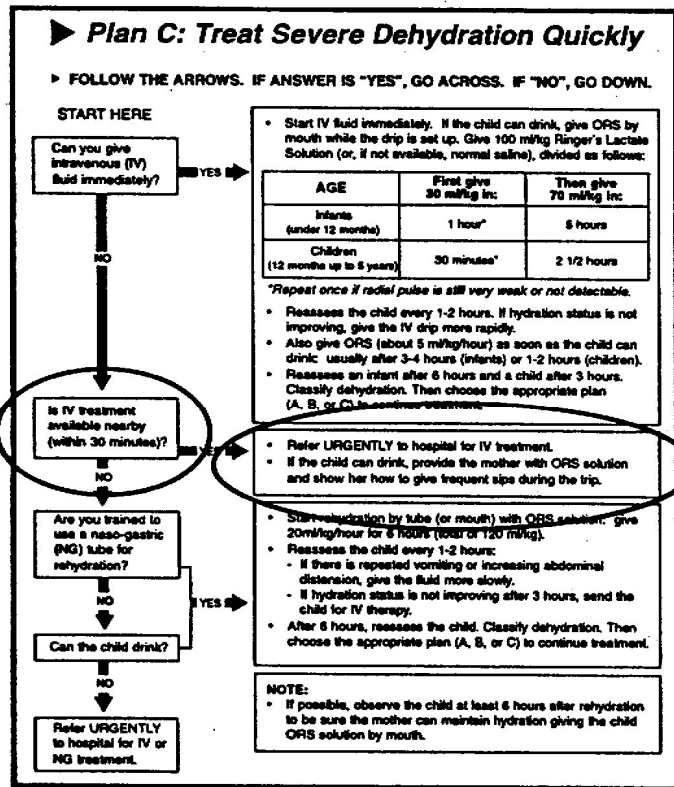 Plan C: Treat Severe Dehydration Quickly
FOLLOW THE ARROWS. IF ANSWER IS "YES", GO ACROSS. IF "NO", GO DOWN.
START HERE
Can you give
intravenous (IV)
fluid immediately?
YES
• Start IV fluid immediately. If the child can drink, give ORS by
mouth while the drip is set up. Give 100 ml/kg Ringer's Lactate
Solution (or, if not available, normal saline), divided as follows:
AGE
First give
30 ml/kg in:
Then give
70 ml/kg in:
Infants
(under 12 months)
1 hour*
5 hours
Children
(12 months up to 5 years)
30 minutes*
2 1/2 hours
*Repeat once if radial pulse is still very weak or not detectable.
• Reassess the child every 1-2 hours. If hydration status is not
improving, give the IV drip more rapidly.
• Also give ORS (about 5 ml/kg/hour) as soon as the child can
drink: usually after 3-4 hours (infants) or 1-2 hours (children).
• Reassess an infant after 6 hours and a child after 3 hours.
Classify dehydration. Then choose the appropriate plan
(A, B, or C) to continue treatment.
NO
Is IV treatment
available nearby
(within 30 minutes)?
YES
• Refer URGENTLY to hospital for IV treatment.
• If the child can drink, provide the mother with ORS solution
and show her how to give frequent sips during the trip.
NO
Are you trained to
use a naso-gastric
(NG) tube for
rehydration?
YES
• Start rehydration by tube (or mouth) with ORS solution: give
20ml/kg/hour for 6 hours (total of 120 ml/kg).
• Reassess the child every 1-2 hours:
- If there is repeated vomiting or increasing abdominal
distension, give the fluid more slowly.
- If hydration status is not improving after 3 hours, send the
child for IV therapy.
• After 6 hours, reassess the child. Classify dehydration. Then
choose the appropriate plan (A, B, or C) to continue treatment.
NO
Can the child drink?
NO
Refer URGENTLY
to hospital for IV or
NG treatment.
NOTE:
• If possible, observe the child at least 6 hours after rehydration
to be sure the mother can maintain hydration giving the child
ORS solution by mouth.